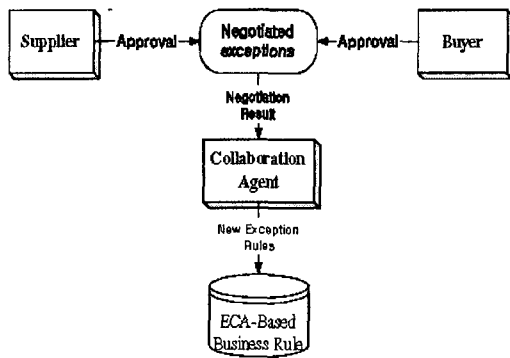 Supplier
Approval
Negotiated
exceptions
Approval
Buyer
Negotiation
Result
Collaboration
Agent
New Exception
Rules
ECA-Based
Business Rule